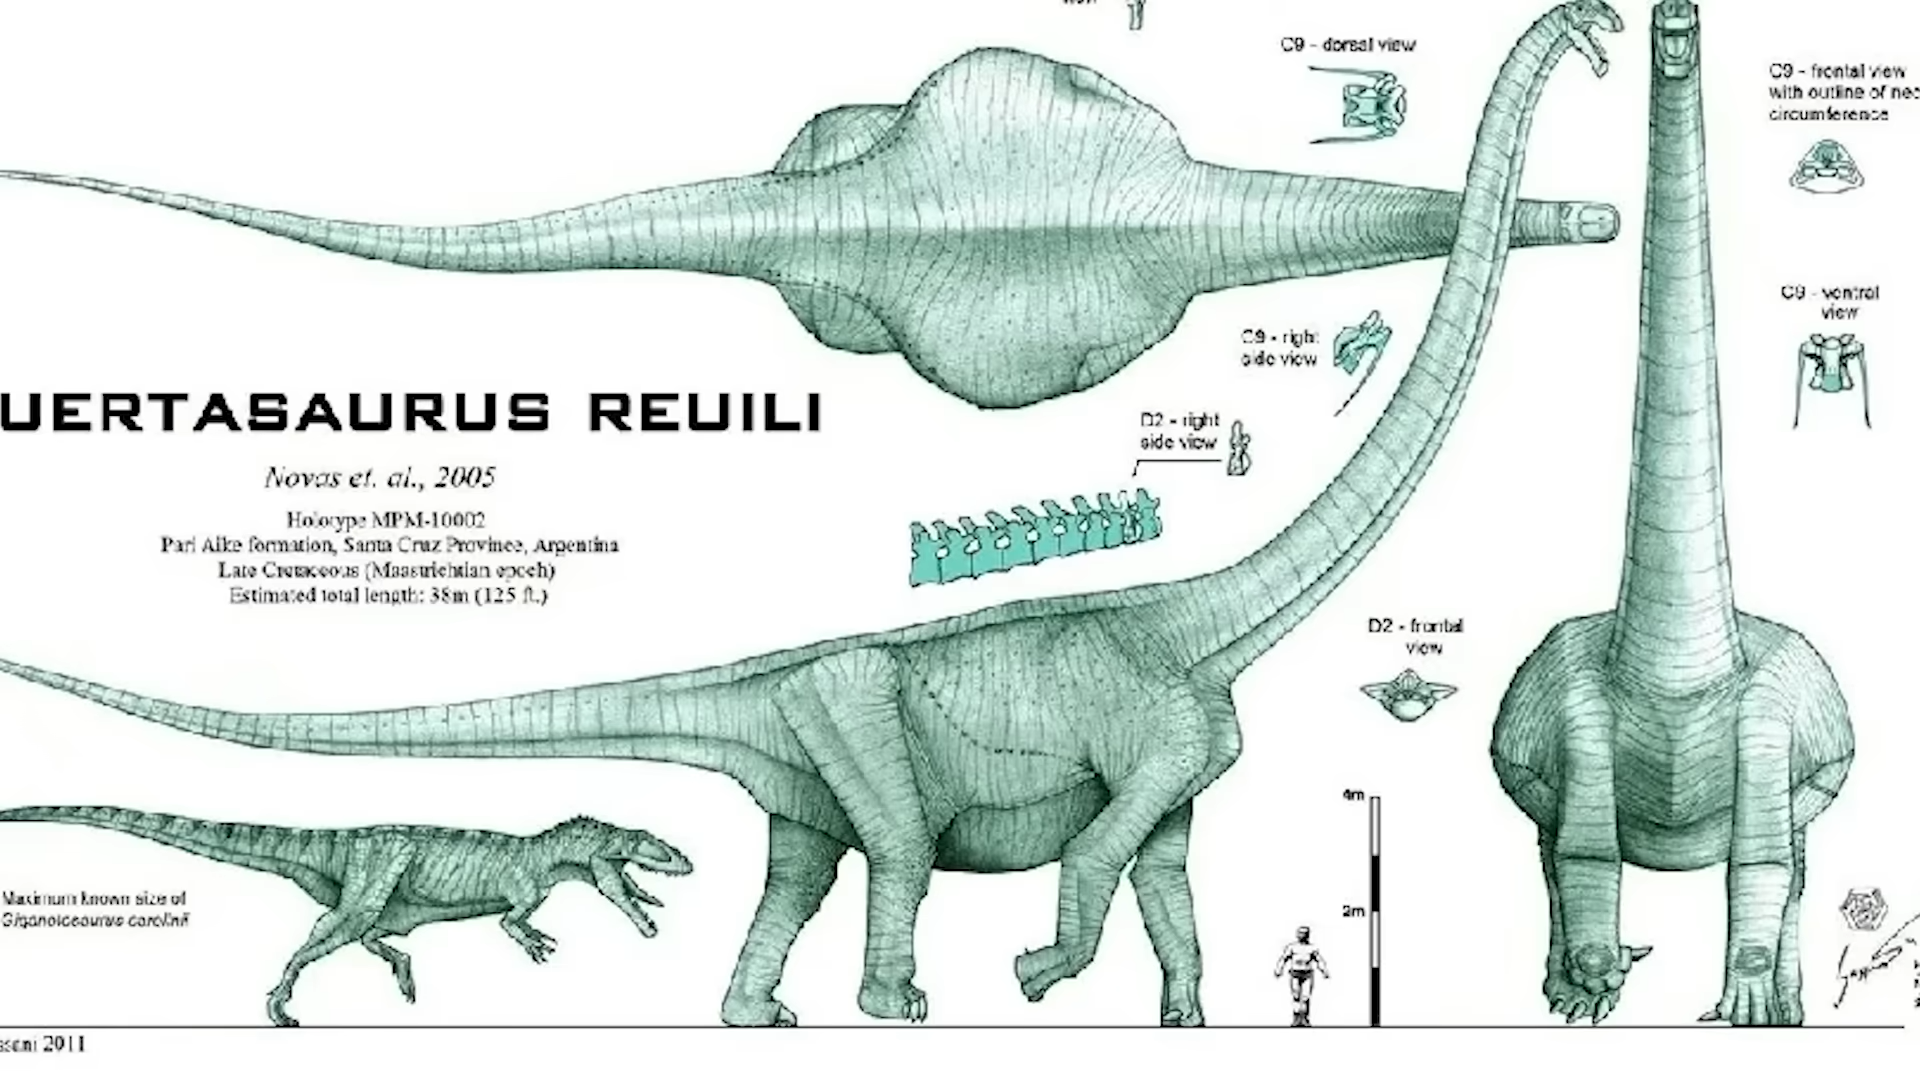 C9 - dorsal view
C9 - frontal view
with outline of nec
circumference
C9 - ventral
view
C9 - right
side view
UERTASAURUS REUILI
D2 - right
side view
Novas et. al., 2005
Holotype MPM-10002
Pari Aike formation, Santa Cruz Province, Argentina
Late Cretaceous (Maastrichtian epoch)
Estimated total length: 38m (125 ft.)
D2 - frontal
view
4m
2m
Maximum known size of
Giganotosaurus carolinii
2011